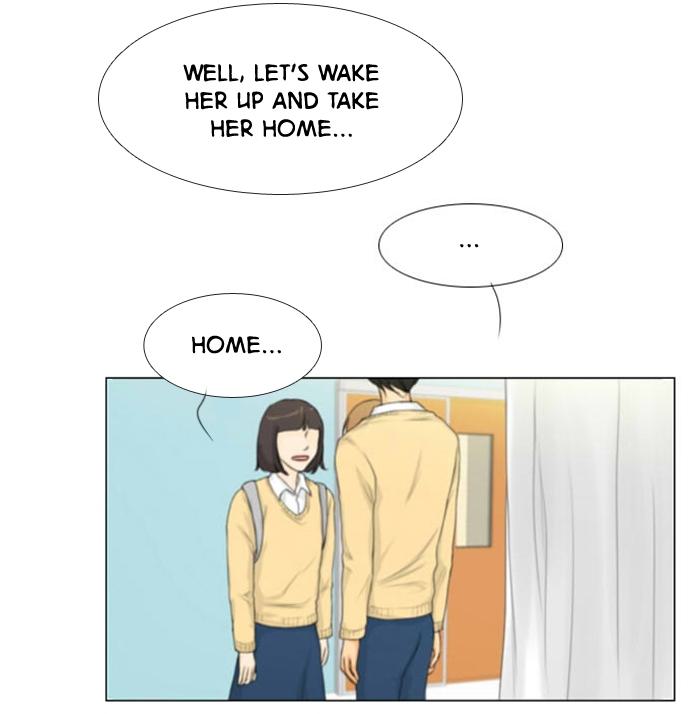 WELL, LET'S WAKE
HER UP AND TAKE
HER HOME...
...
HOME...